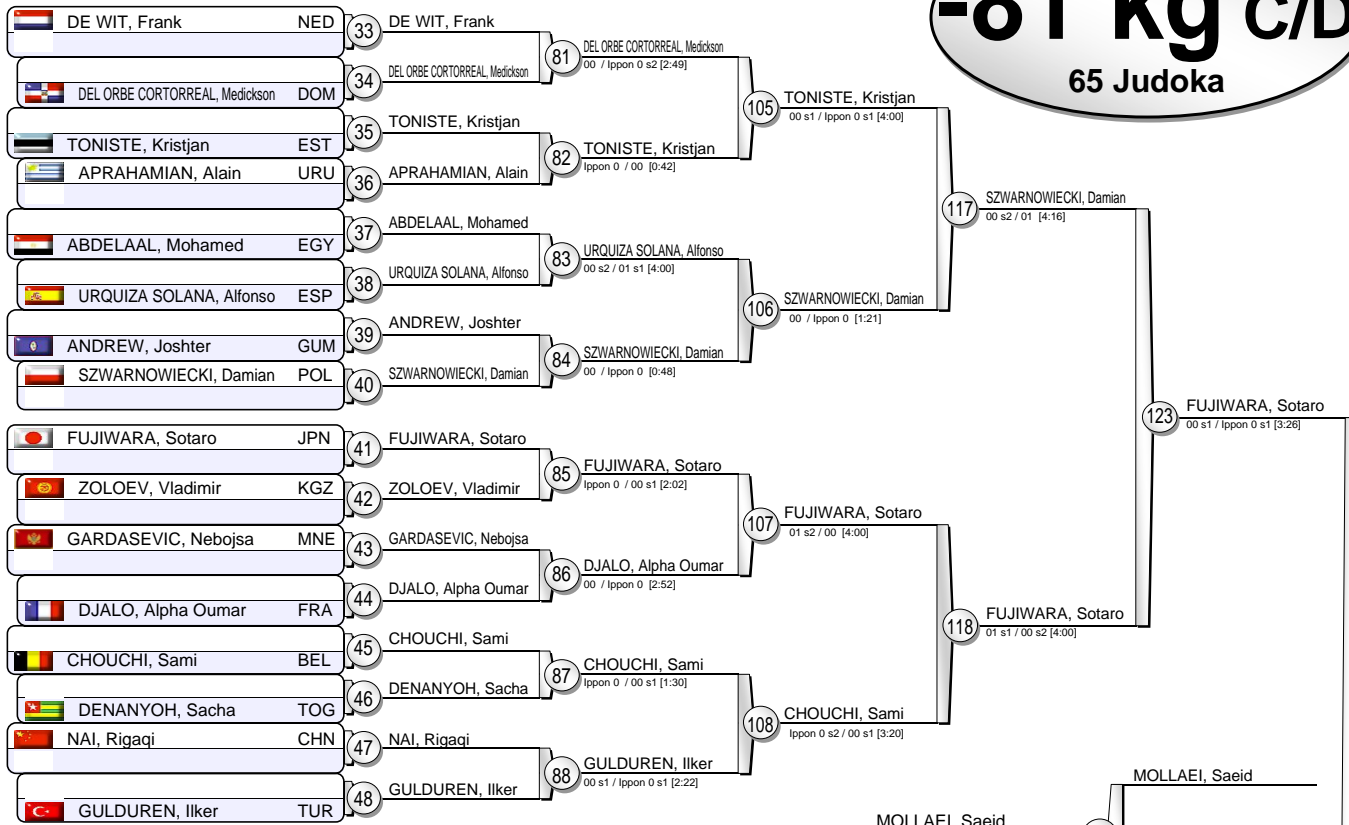 -81 kg C/D
65 Judoka
DE WIT, Frank NED
DEL ORBE CORTORREAL, Medickson DOM
TONISTE, Kristjan EST
APRAHAMIAN, Alain URU
ABDELAAL, Mohamed EGY
URQUIZA SOLANA, Alfonso ESP
ANDREW, Joshter GUM
SZWARNOWIECKI, Damian POL
FUJIWARA, Sotaro JPN
ZOLOEV, Vladimir KGZ
GARDASEVIC, Nebojsa MNE
DJALO, Alpha Oumar FRA
CHOUCHI, Sami BEL
DENANYOH, Sacha TOG
NAI, Rigaqi CHN
GULDUREN, Ilker TUR
33 DE WIT, Frank
34 DEL ORBE CORTORREAL, Medickson
35 TONISTE, Kristjan
36 APRAHAMIAN, Alain
37 ABDELAAL, Mohamed
38 URQUIZA SOLANA, Alfonso
39 ANDREW, Joshter
40 SZWARNOWIECKI, Damian
41 FUJIWARA, Sotaro
42 ZOLOEV, Vladimir
43 GARDASEVIC, Nebojsa
44 DJALO, Alpha Oumar
45 CHOUCHI, Sami
46 DENANYOH, Sacha
47 NAI, Rigaqi
48 GULDUREN, Ilker
81 DEL ORBE CORTORREAL, Medickson
00 / Ippon 0 s2 [2:49]
82 TONISTE, Kristjan
Ippon 0 / 00 [0:42]
83 URQUIZA SOLANA, Alfonso
00 s2 / 01 s1 [4:00]
84 SZWARNOWIECKI, Damian
00 / Ippon 0 [0:48]
85 FUJIWARA, Sotaro
Ippon 0 / 00 s1 [2:02]
86 DJALO, Alpha Oumar
00 / Ippon 0 [2:52]
87 CHOUCHI, Sami
Ippon 0 / 00 s1 [1:30]
88 GULDUREN, Ilker
00 s1 / Ippon 0 s1 [2:22]
105 TONISTE, Kristjan
00 s1 / Ippon 0 s1 [4:00]
106 SZWARNOWIECKI, Damian
00 / Ippon 0 [1:21]
107 FUJIWARA, Sotaro
01 s2 / 00 [4:00]
108 CHOUCHI, Sami
Ippon 0 s2 / 00 s1 [3:20]
117 SZWARNOWIECKI, Damian
00 s2 / 01 [4:16]
118 FUJIWARA, Sotaro
01 s1 / 00 s2 [4:00]
123 FUJIWARA, Sotaro
00 s1 / Ippon 0 s1 [3:26]
MOLLAEI, Saeid
MOLLAEI, Saeid